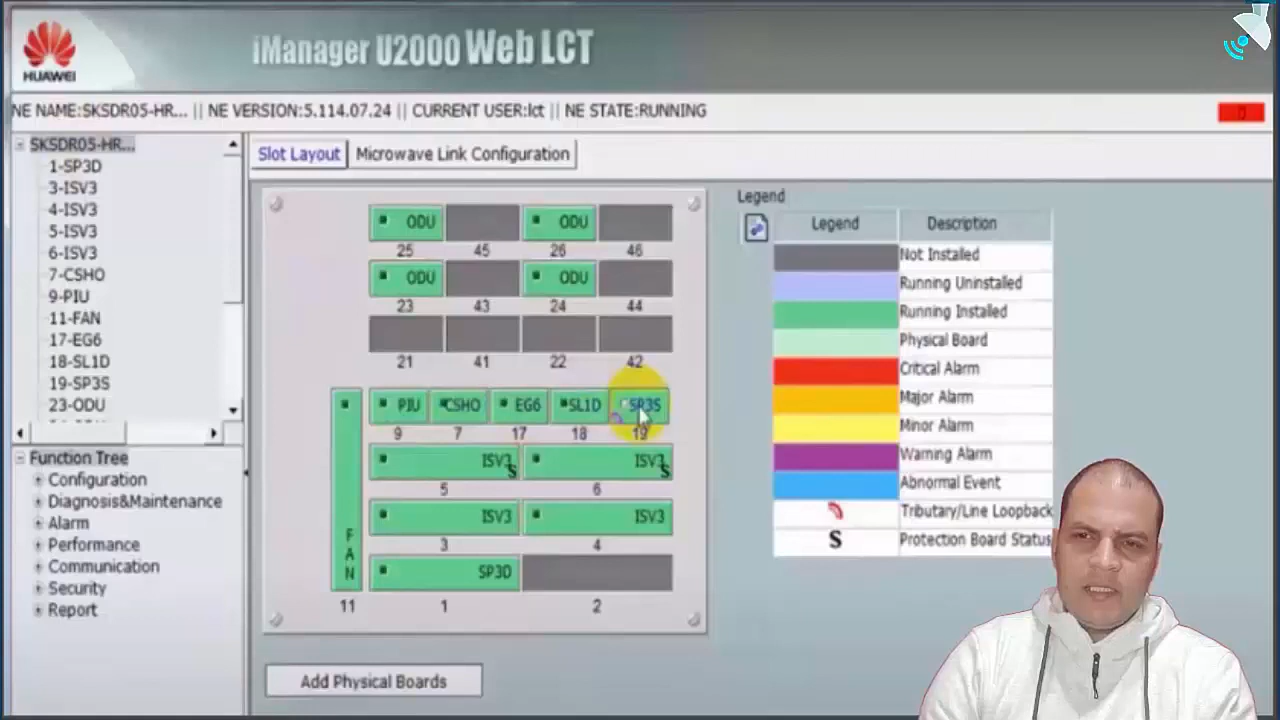 HUAWEI
iManager U2000 Web LCT
NE NAME:SKSDR05-HR... || NE VERSION:5.114.07.24 || CURRENT USER:lct || NE STATE:RUNNING
0
SKSDR05-HR...
1-SP3D
3-ISV3
4-ISV3
5-ISV3
6-ISV3
7-CSHO
9-PIU
11-FAN
17-EG6
18-SL1D
19-SP3S
23-ODU
Function Tree
Configuration
Diagnosis&Maintenance
Alarm
Performance
Communication
Security
Report
Slot Layout
Microwave Link Configuration
ODU ODU
25 45 26 46
ODU ODU
23 43 24 44
21 41 22 42
PIU CSHO EG6 SL1D SP3S
9 7 17 18 19
ISV3 S ISV3 S
5 6
ISV3 ISV3
3 4
FAN
SP3D
11 1 2
Add Physical Boards
Legend
Legend Description
Not Installed
Running Uninstalled
Running Installed
Physical Board
Critical Alarm
Major Alarm
Minor Alarm
Warning Alarm
Abnormal Event
Tributary/Line Loopback
S Protection Board Status